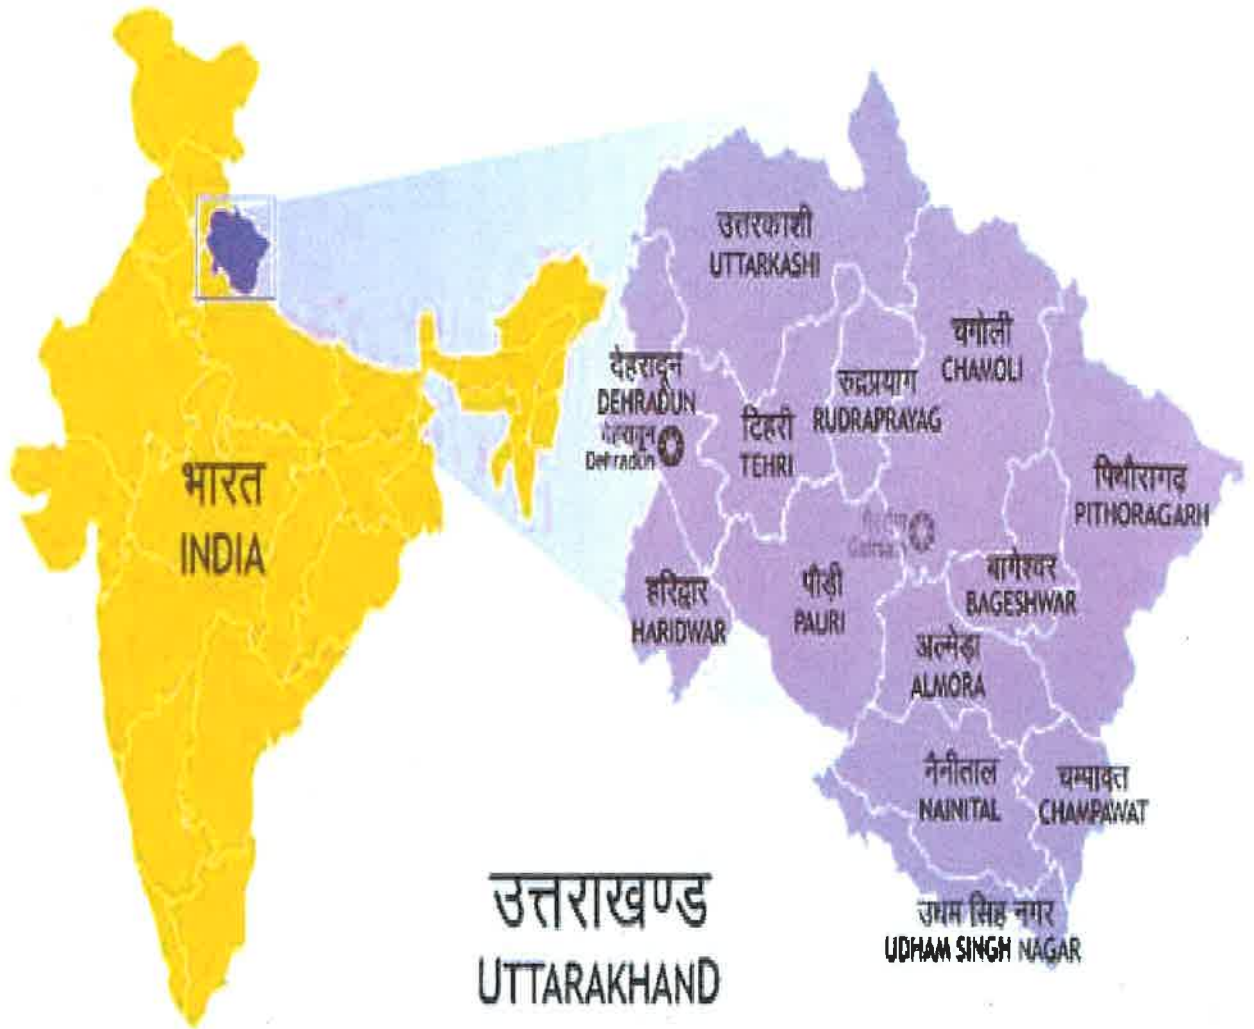 उत्तरकाशी
UTTARKASHI
चमोली
CHAMOLI
देहरादून
DEHRADUN
देहरादून
Dehradun
रुद्रप्रयाग
RUDRAPRAYAG
टिहरी
TEHRI
पिथौरागढ़
PITHORAGARH
भारत
INDIA
हरिद्वार
HARIDWAR
पौड़ी
PAURI
बागेश्वर
BAGESHWAR
अल्मोड़ा
ALMORA
नैनीताल
NAINITAL
चम्पावत
CHAMPAWAT
उधम सिंह नगर
UDHAM SINGH NAGAR
उत्तराखण्ड
UTTARAKHAND